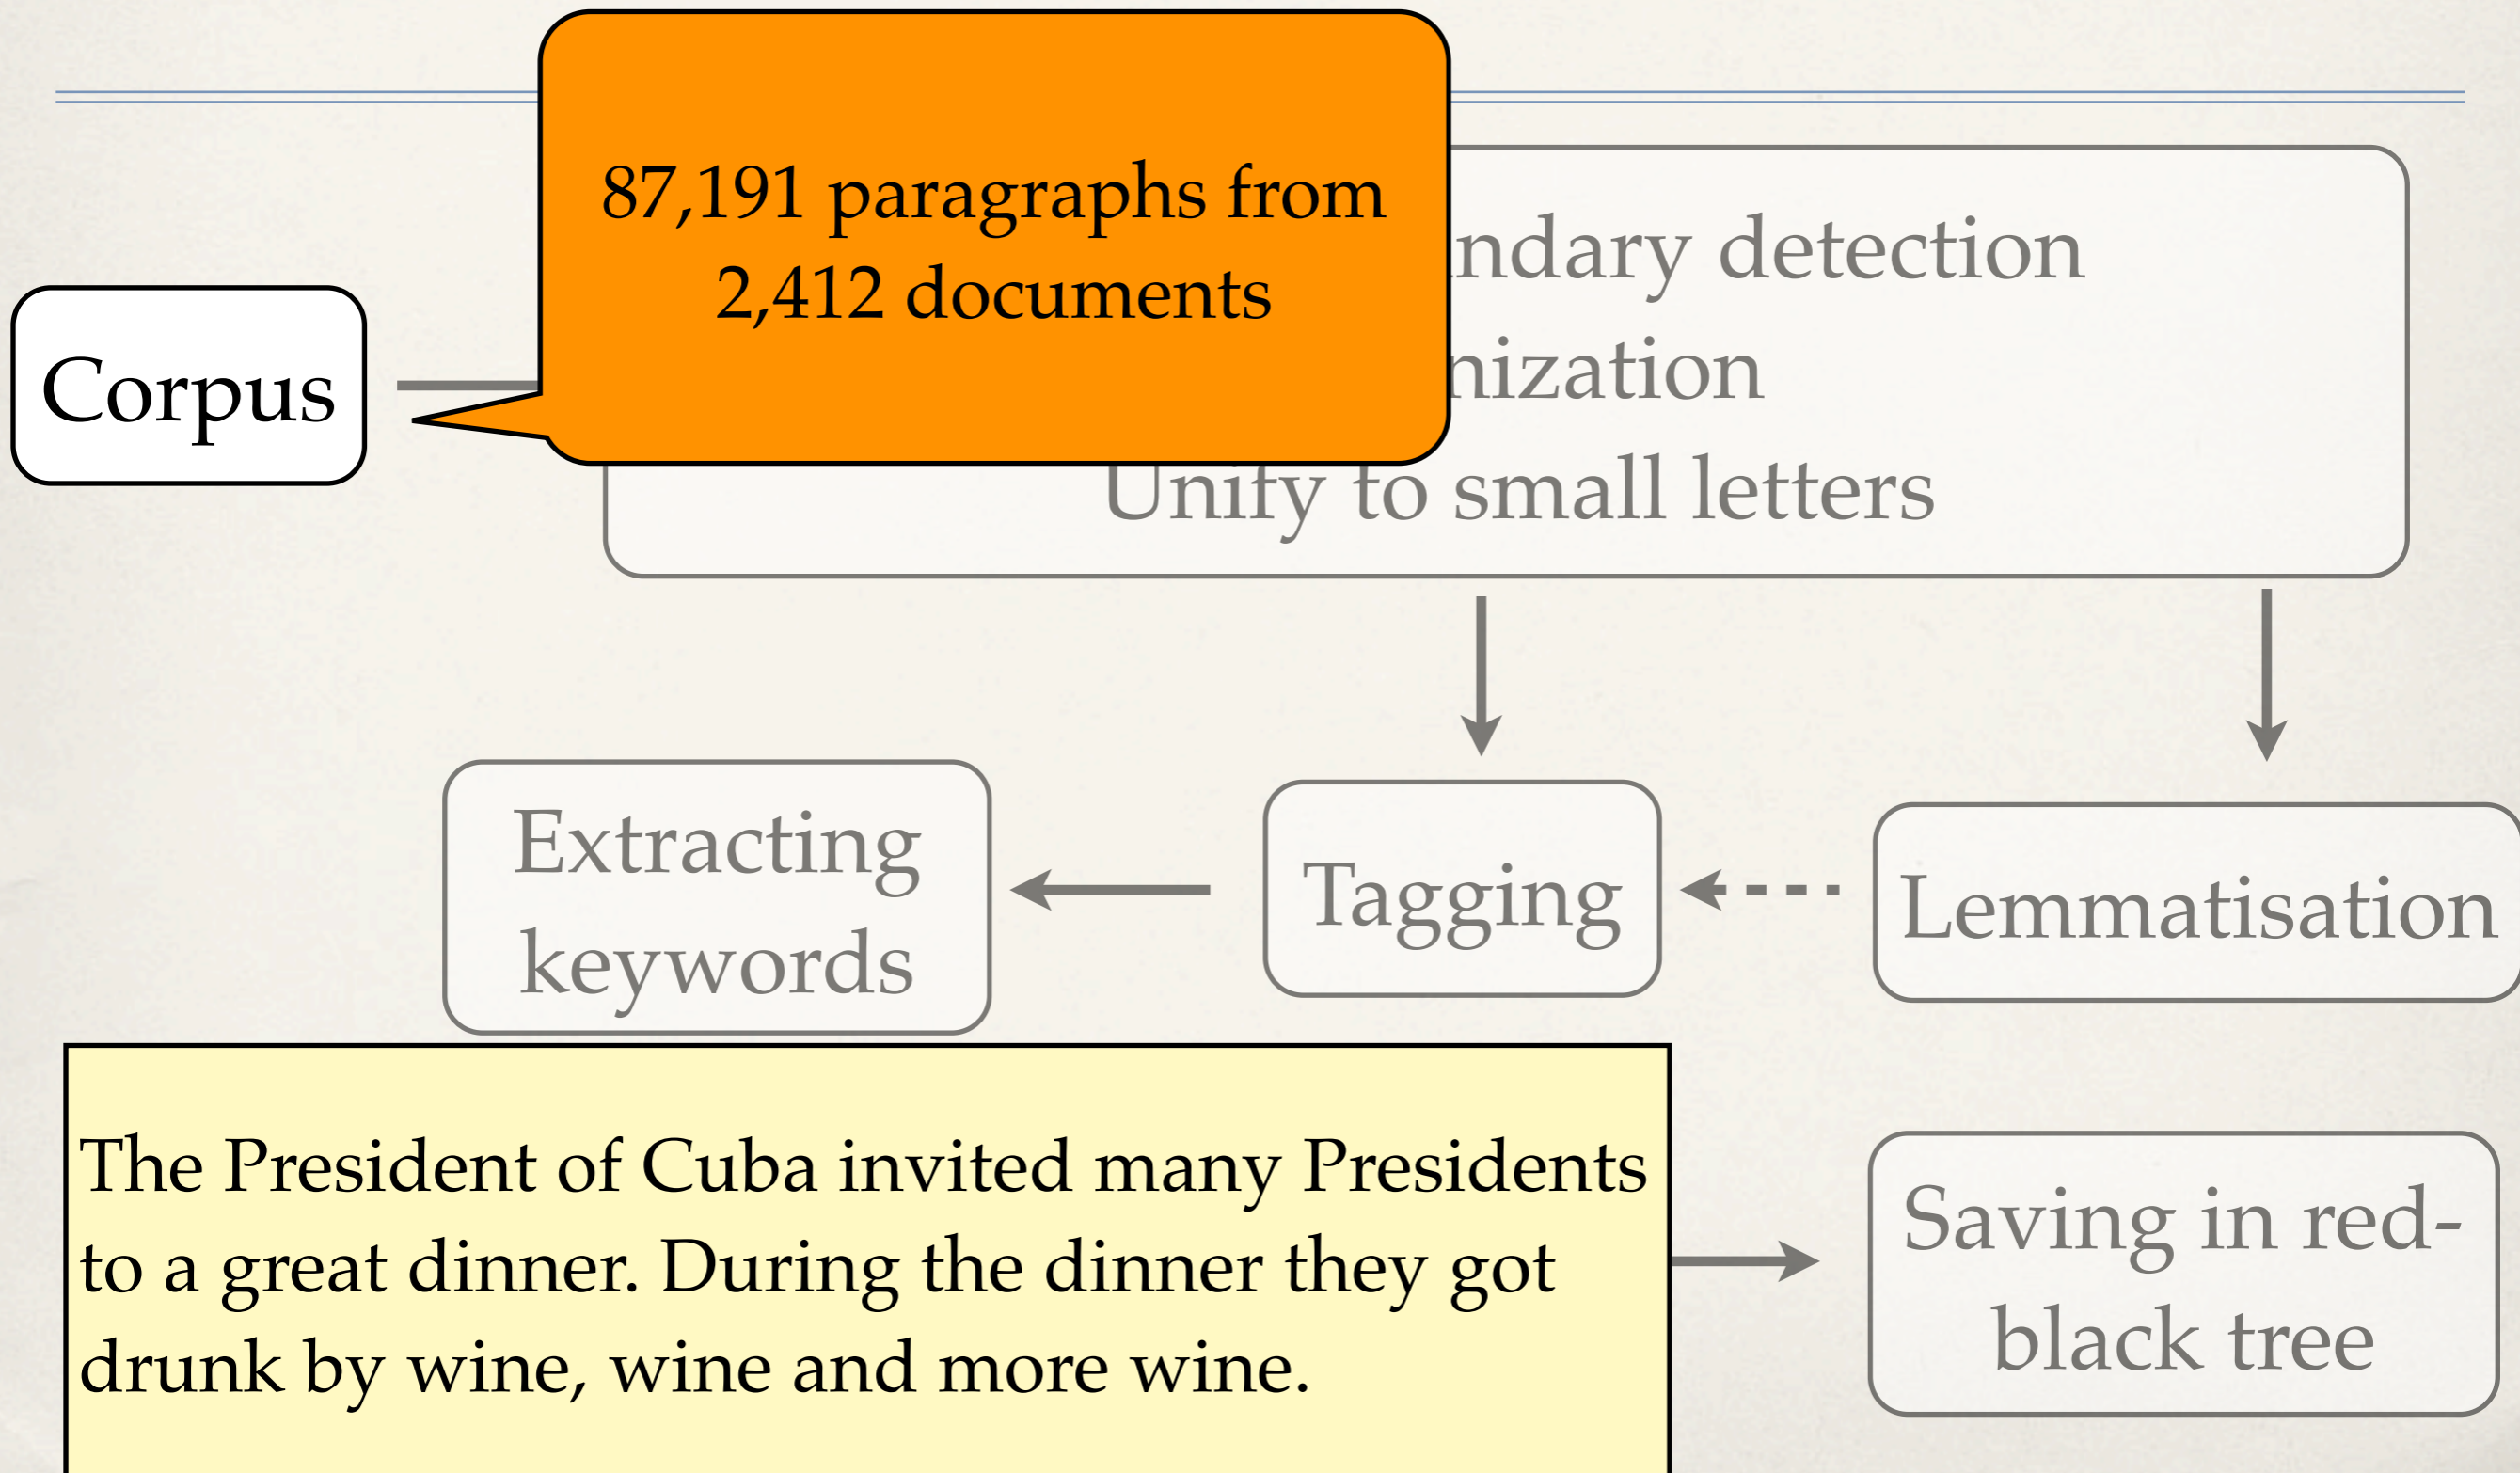 87,191 paragraphs from
2,412 documents
Corpus
ndary detection
nization
Unify to small letters
Extracting
keywords
Tagging
Lemmatisation
The President of Cuba invited many Presidents
to a great dinner. During the dinner they got
drunk by wine, wine and more wine.
Saving in red-
black tree